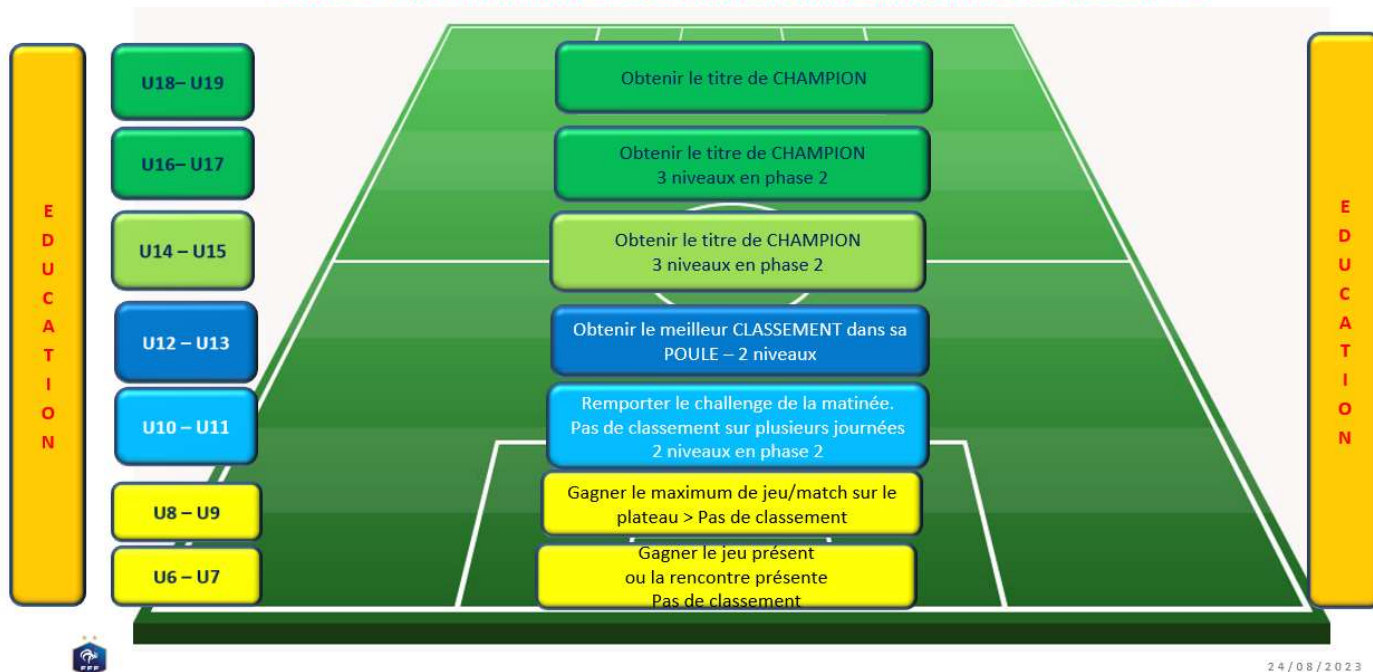 E
D
U
C
A
T
I
O
N
U18– U19
Obtenir le titre de CHAMPION
U16– U17
Obtenir le titre de CHAMPION
3 niveaux en phase 2
U14 – U15
Obtenir le titre de CHAMPION
3 niveaux en phase 2
U12 – U13
Obtenir le meilleur CLASSEMENT dans sa
POULE – 2 niveaux
U10 – U11
Remporter le challenge de la matinée.
Pas de classement sur plusieurs journées
2 niveaux en phase 2
U8 – U9
Gagner le maximum de jeu/match sur le
plateau > Pas de classement
U6 – U7
Gagner le jeu présent
ou la rencontre présente
Pas de classement
E
D
U
C
A
T
I
O
N
FFF
24/08/2023